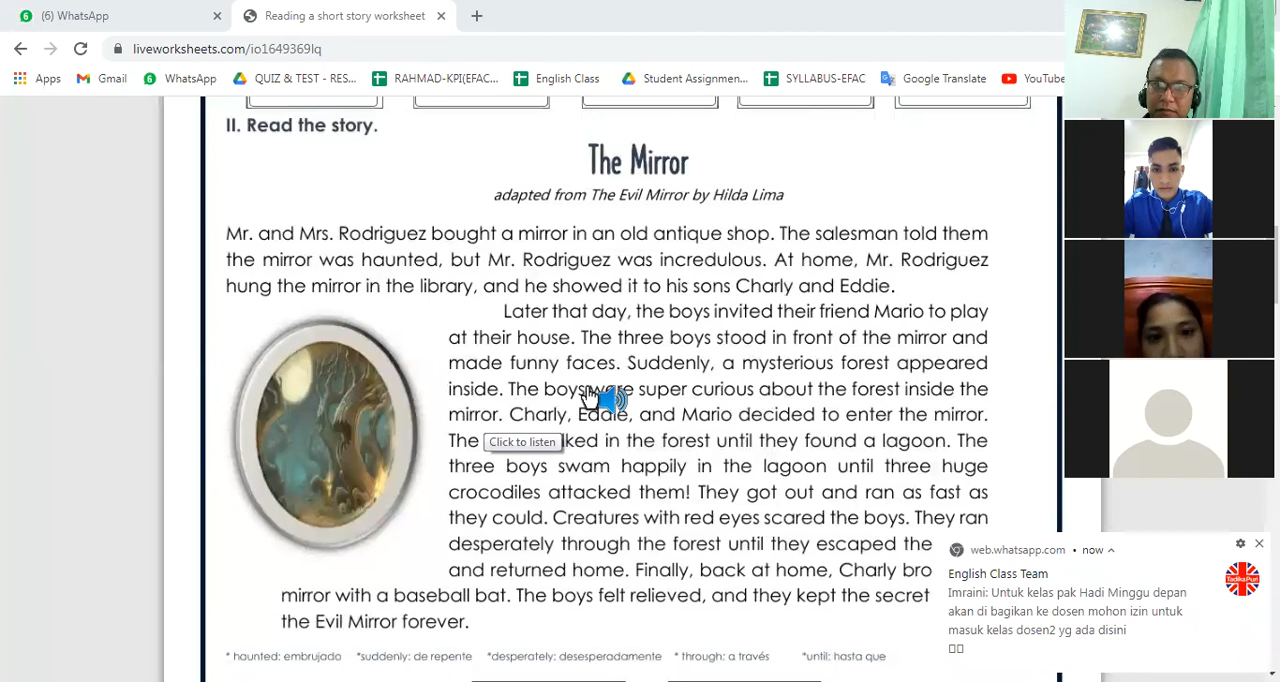 (6) WhatsApp
Reading a short story worksheet
liveworksheets.com/io1649369lq
Apps
Gmail
WhatsApp
QUIZ & TEST - RES...
RAHMAD-KPI(EFAC...
English Class
Student Assignmen...
SYLLABUS-EFAC
Google Translate
YouTube
II. Read the story.
The Mirror
adapted from The Evil Mirror by Hilda Lima
Mr. and Mrs. Rodriguez bought a mirror in an old antique shop. The salesman told them
the mirror was haunted, but Mr. Rodriguez was incredulous. At home, Mr. Rodriguez
hung the mirror in the library, and he showed it to his sons Charly and Eddie.
Later that day, the boys invited their friend Mario to play
at their house. The three boys stood in front of the mirror and
made funny faces. Suddenly, a mysterious forest appeared
inside. The boys were super curious about the forest inside the
mirror. Charly, Eddie, and Mario decided to enter the mirror.
The ked in the forest until they found a lagoon. The
Click to listen
three boys swam happily in the lagoon until three huge
crocodiles attacked them! They got out and ran as fast as
they could. Creatures with red eyes scared the boys. They ran
desperately through the forest until they escaped the
and returned home. Finally, back at home, Charly bro
mirror with a baseball bat. The boys felt relieved, and they kept the secret
the Evil Mirror forever.
* haunted: embrujado *suddenly: de repente *desperately: desesperadamente * through: a través *until: hasta que
web.whatsapp.com • now
English Class Team
Imraini: Untuk kelas pak Hadi Minggu depan
akan di bagikan ke dosen mohon izin untuk
masuk kelas dosen2 yg ada disini
TadikaPuri